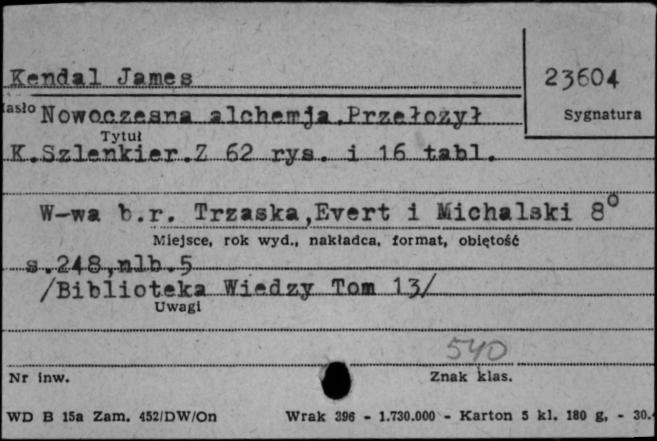 Kendal James
23604
asło Nowoczesna alchemja.Przełożył
Sygnatura
Tytuł
K.Szlenkier.Z 62 rys. i 16 tabl.
W-wa b.r. Trzaska,Evert i Michalski 8°
Miejsce, rok wyd., nakładca, format, objętość
s.248,nlb.5
/Biblioteka Wiedzy Tom 13/
Uwagi
540
Nr inw.
Znak klas.
WD B 15a Zam. 452/DW/On Wrak 396 - 1.730.000 - Karton 5 kl. 180 g, - 30.